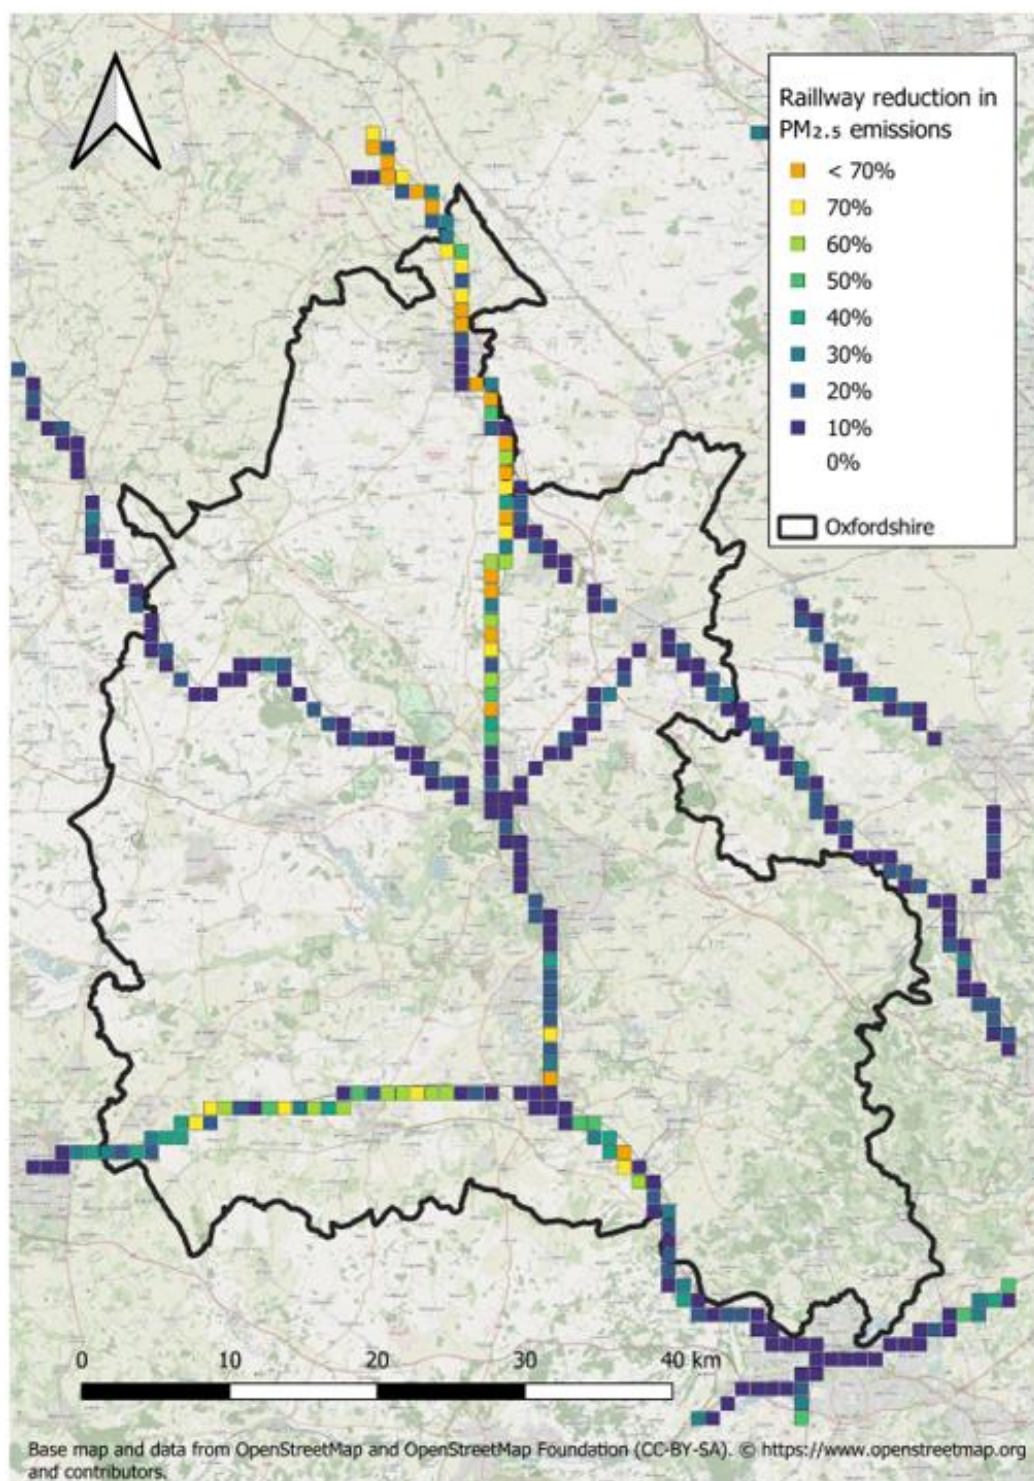 Raillway reduction in
PM₂.₅ emissions
< 70%
70%
60%
50%
40%
30%
20%
10%
0%
Oxfordshire
0 10 20 30 40 km
Base map and data from OpenStreetMap and OpenStreetMap Foundation (CC-BY-SA). © https://www.openstreetmap.org
and contributors.